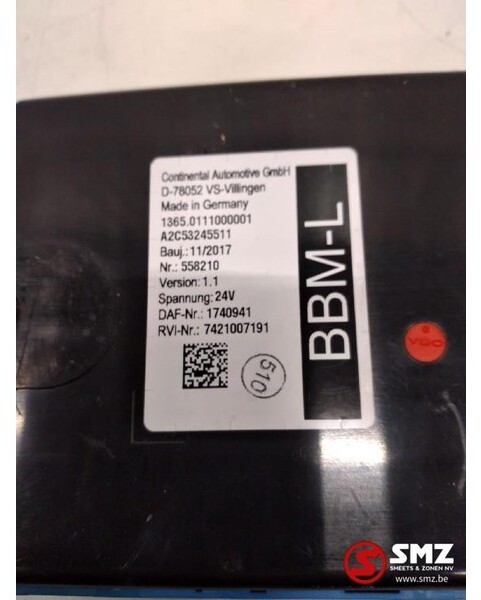 Continental Automotive GmbH
D-78052 VS-Villingen
Made in Germany
1365.0111000001
A2C53245511
Bauj.: 11/2017
Nr.: 558210
Version: 1.1
Spannung: 24V
DAF-Nr.: 1740941
RVI-Nr.: 7421007191
510
BBM-L
VDO
SMZ
SMEETS & ZONEN NV
www.smz.be